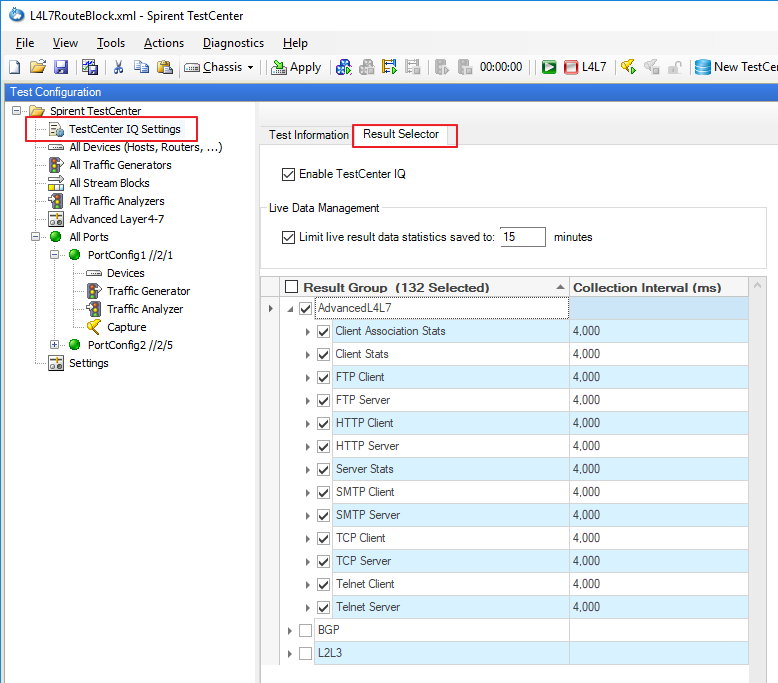 L4L7RouteBlock.xml - Spirent TestCenter
File View Tools Actions Diagnostics Help
Chassis Apply 00:00:00 L4L7 New TestCer
Test Configuration
Spirent TestCenter
TestCenter IQ Settings
All Devices (Hosts, Routers, ...)
All Traffic Generators
All Stream Blocks
All Traffic Analyzers
Advanced Layer4-7
All Ports
PortConfig1 //2/1
Devices
Traffic Generator
Traffic Analyzer
Capture
PortConfig2 //2/5
Settings
Test Information Result Selector
Enable TestCenter IQ
Live Data Management
Limit live result data statistics saved to: 15 minutes
Result Group (132 Selected) Collection Interval (ms)
AdvancedL4L7
Client Association Stats 4,000
Client Stats 4,000
FTP Client 4,000
FTP Server 4,000
HTTP Client 4,000
HTTP Server 4,000
Server Stats 4,000
SMTP Client 4,000
SMTP Server 4,000
TCP Client 4,000
TCP Server 4,000
Telnet Client 4,000
Telnet Server 4,000
BGP
L2L3